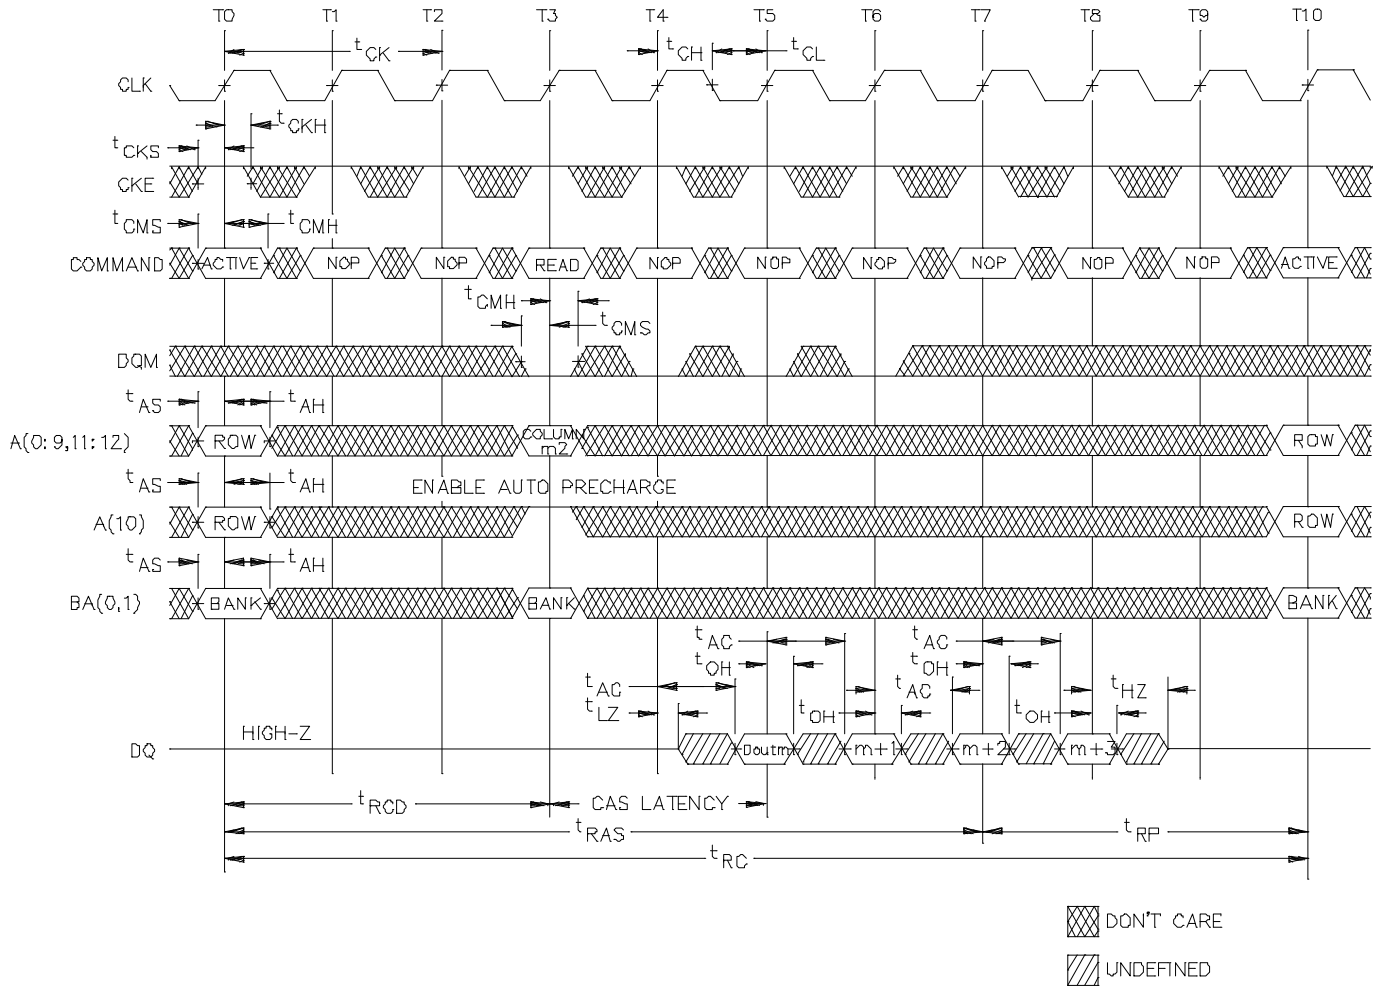 T0 T1 T2 T3 T4 T5 T6 T7 T8 T9 T10
tCK tCH tCL
CLK
tCKH
tCKS
CKE
tCMS tCMH
COMMAND ACTIVE NOP NOP READ NOP NOP NOP NOP NOP NOP ACTIVE
tCMH
tCMS
DQM
tAS tAH
A(0:9,11:12) ROW COLUMN m2 ROW
tAS tAH ENABLE AUTO PRECHARGE
A(10) ROW ROW
tAS tAH
BA(0,1) BANK BANK BANK
tAC tAC
tOH tOH
tAC tAC tHZ
tLZ tOH tOH
HIGH-Z
DQ Doutm m+1 m+2 m+3
tRCD CAS LATENCY
tRAS tRP
tRC
DON'T CARE
UNDEFINED